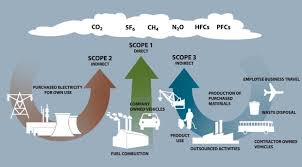 CO2 SF6 CH4 N2O HFCs PFCs
SCOPE 1
DIRECT
SCOPE 2
INDIRECT
SCOPE 3
INDIRECT
PURCHASED ELECTRICITY
FOR OWN USE
COMPANY
OWNED VEHICLES
FUEL COMBUSTION
PRODUCTION OF
PURCHASED
MATERIALS
PRODUCT
USE
OUTSOURCED ACTIVITIES
EMPLOYEE BUSINESS TRAVEL
WASTE DISPOSAL
CONTRACTOR OWNED
VEHICLES